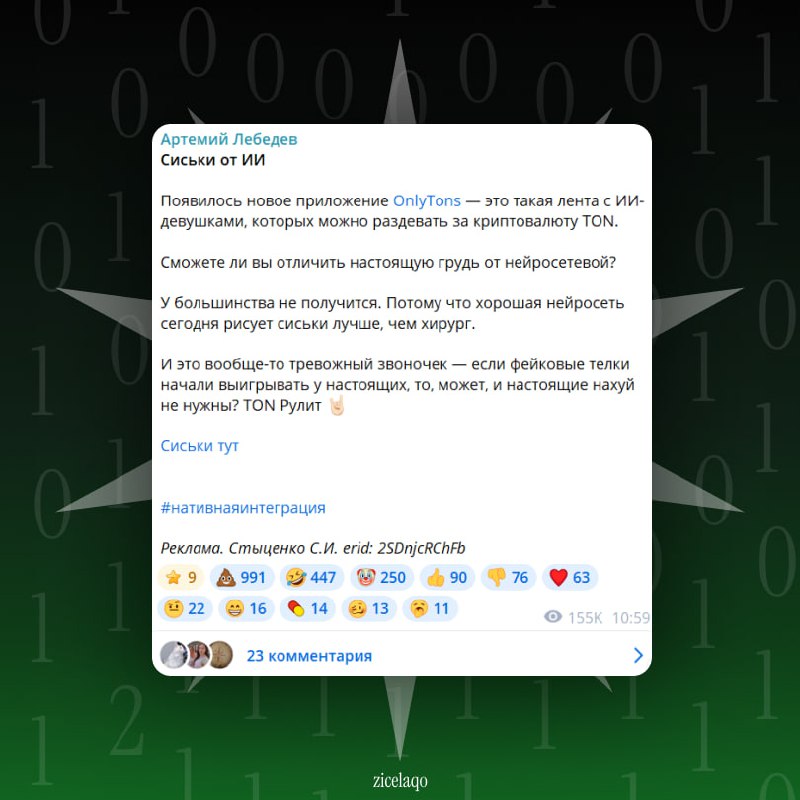 Артемий Лебедев
Сиськи от ИИ
Появилось новое приложение OnlyTons — это такая лента с ИИ-
девушками, которых можно раздевать за криптовалюту TON.
Сможете ли вы отличить настоящую грудь от нейросетевой?
У большинства не получится. Потому что хорошая нейросеть
сегодня рисует сиськи лучше, чем хирург.
И это вообще-то тревожный звоночек — если фейковые телки
начали выигрывать у настоящих, то, может, и настоящие нахуй
не нужны? TON Рулит 🤘🏻
Сиськи тут
#нативнаяинтеграция
Реклама. Стыценко С.И. erid: 2SDnjcRChFb
⭐ 9 💩 991 🤣 447 🤡 250 👍 90 👎 76 ❤ 63
🤨 22 😁 16 💊 14 🥴 13 😭 11
155K 10:59
23 комментария
zicelaqo